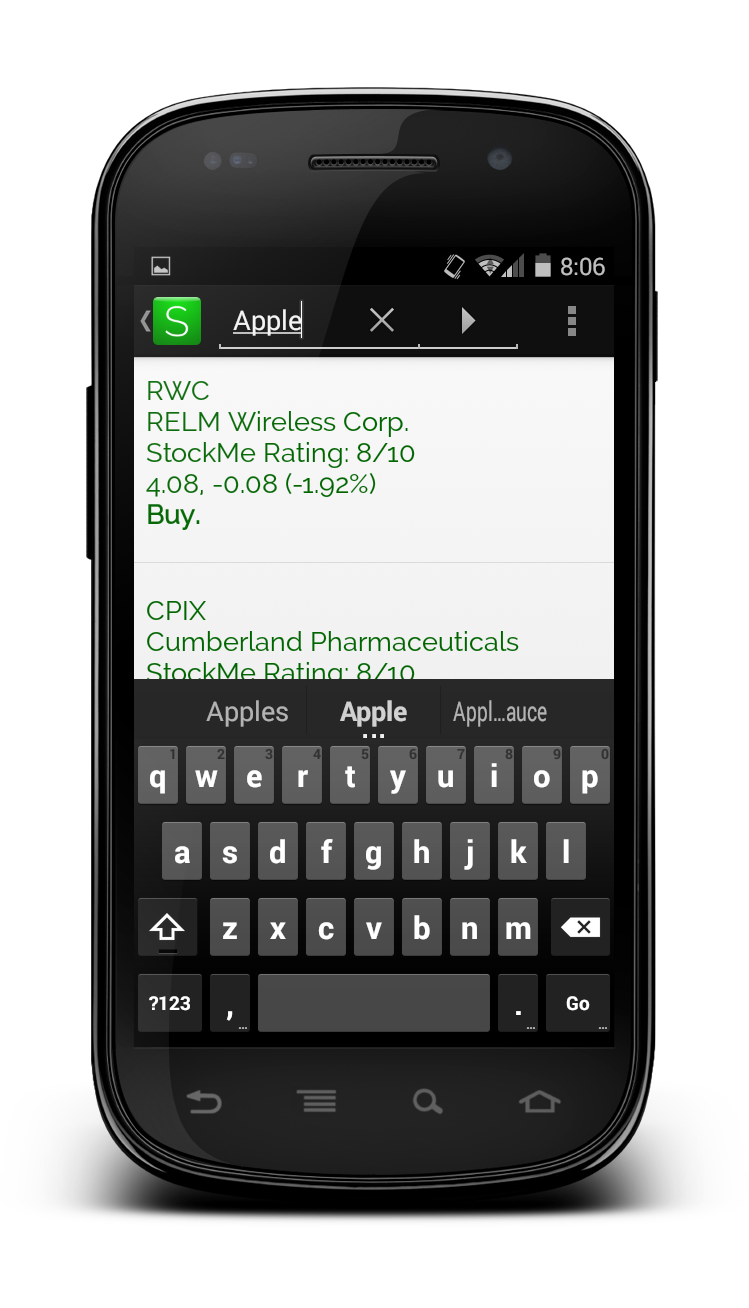 8:06
S
Apple
RWC
RELM Wireless Corp.
StockMe Rating: 8/10
4.08, -0.08 (-1.92%)
Buy.
CPIX
Cumberland Pharmaceuticals
StockMe Rating: 8/10
Apples Apple Appl...auce
1 2 3 4 5 6 7 8 9 0
q w e r t y u i o p
a s d f g h j k l
z x c v b n m
?123 , . Go